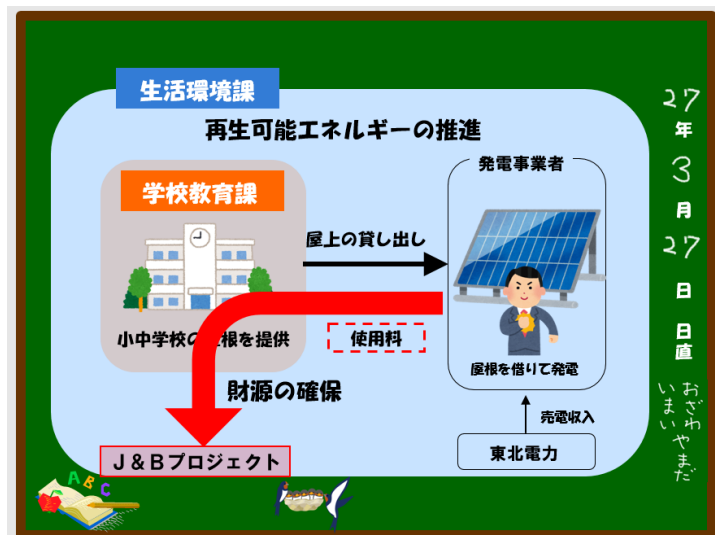 生活環境課
再生可能エネルギーの推進
学校教育課
小中学校の屋根を提供
屋上の貸し出し
使用料
財源の確保
J&Bプロジェクト
発電事業者
屋根を借りて発電
売電収入
東北電力
27
年
3
月
27
日
日直
おざわ やまだ
いまい
ABC